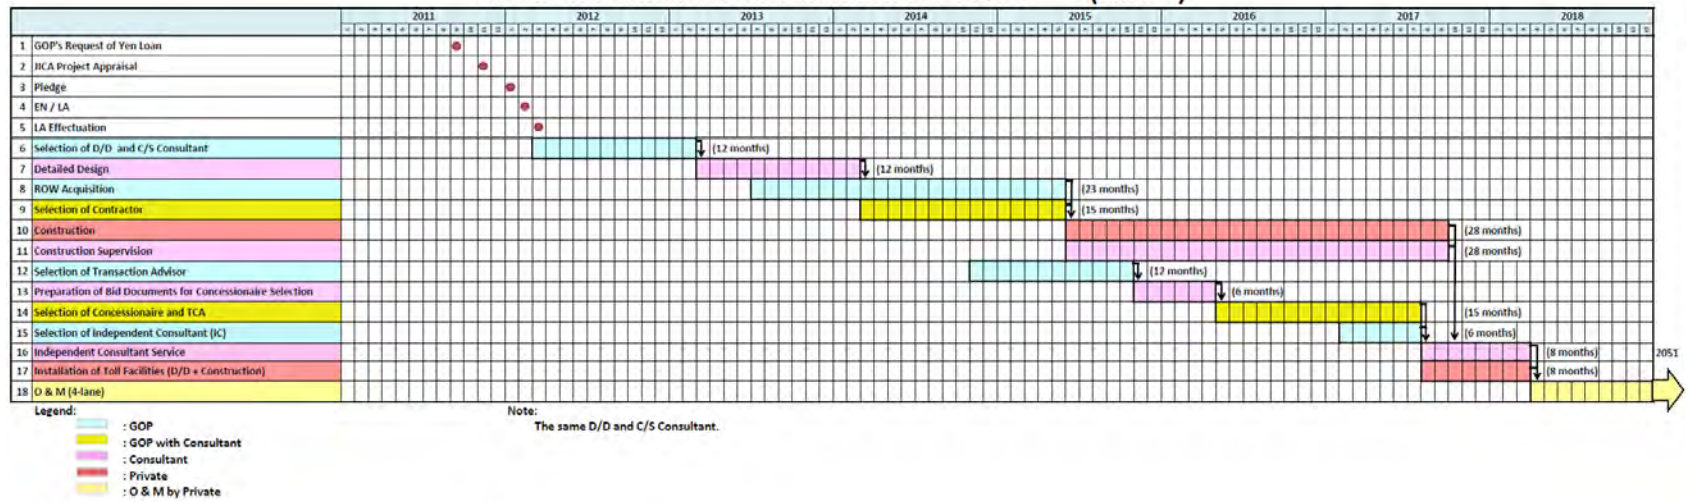 2011 2012 2013 2014 2015 2016 2017 2018
1 GOP's Request of Yen Loan
2 JICA Project Appraisal
3 Pledge
4 EN / LA
5 LA Effectuation
6 Selection of D/D and C/S Consultant (12 months)
7 Detailed Design (12 months)
8 ROW Acquisition (23 months)
9 Selection of Contractor (15 months)
10 Construction (28 months)
11 Construction Supervision (28 months)
12 Selection of Transaction Advisor (12 months)
13 Preparation of Bid Documents for Concessionaire Selection (6 months)
14 Selection of Concessionaire and TCA (15 months)
15 Selection of Independent Consultant (IC) (6 months)
16 Independent Consultant Service (8 months) 2051
17 Installation of Toll Facilities (D/D + Construction) (8 months)
18 O & M (4-lane)
Legend: Note:
: GOP The same D/D and C/S Consultant.
: GOP with Consultant
: Consultant
: Private
: O & M by Private